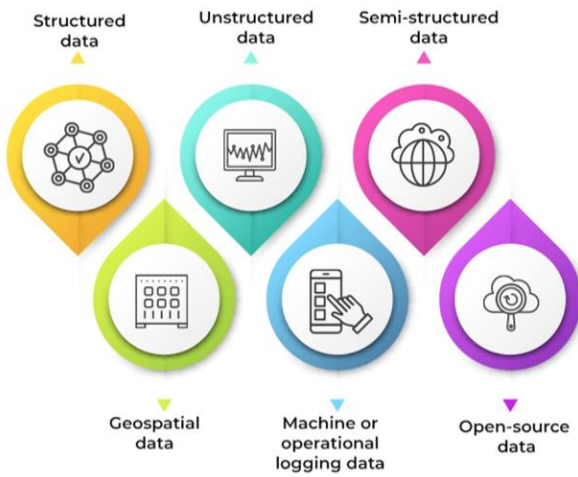 Structured
data
Unstructured
data
Semi-structured
data
Geospatial
data
Machine or
operational
logging data
Open-source
data